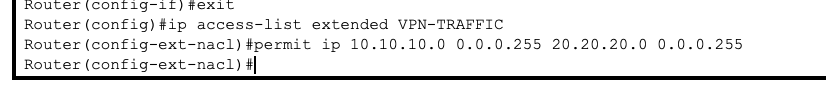 Router(config-if)#exit
Router(config)#ip access-list extended VPN-TRAFFIC
Router(config-ext-nacl)#permit ip 10.10.10.0 0.0.0.255 20.20.20.0 0.0.0.255
Router(config-ext-nacl)#